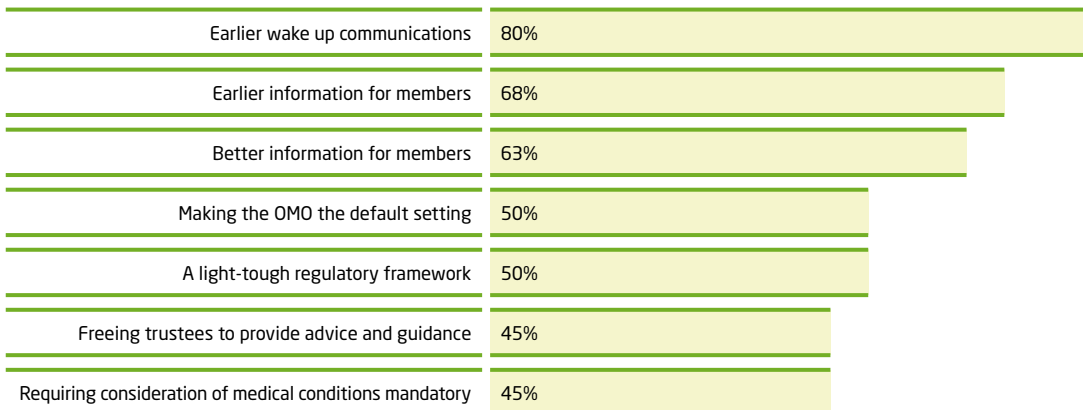 Earlier wake up communications 80%
Earlier information for members 68%
Better information for members 63%
Making the OMO the default setting 50%
A light-tough regulatory framework 50%
Freeing trustees to provide advice and guidance 45%
Requiring consideration of medical conditions mandatory 45%